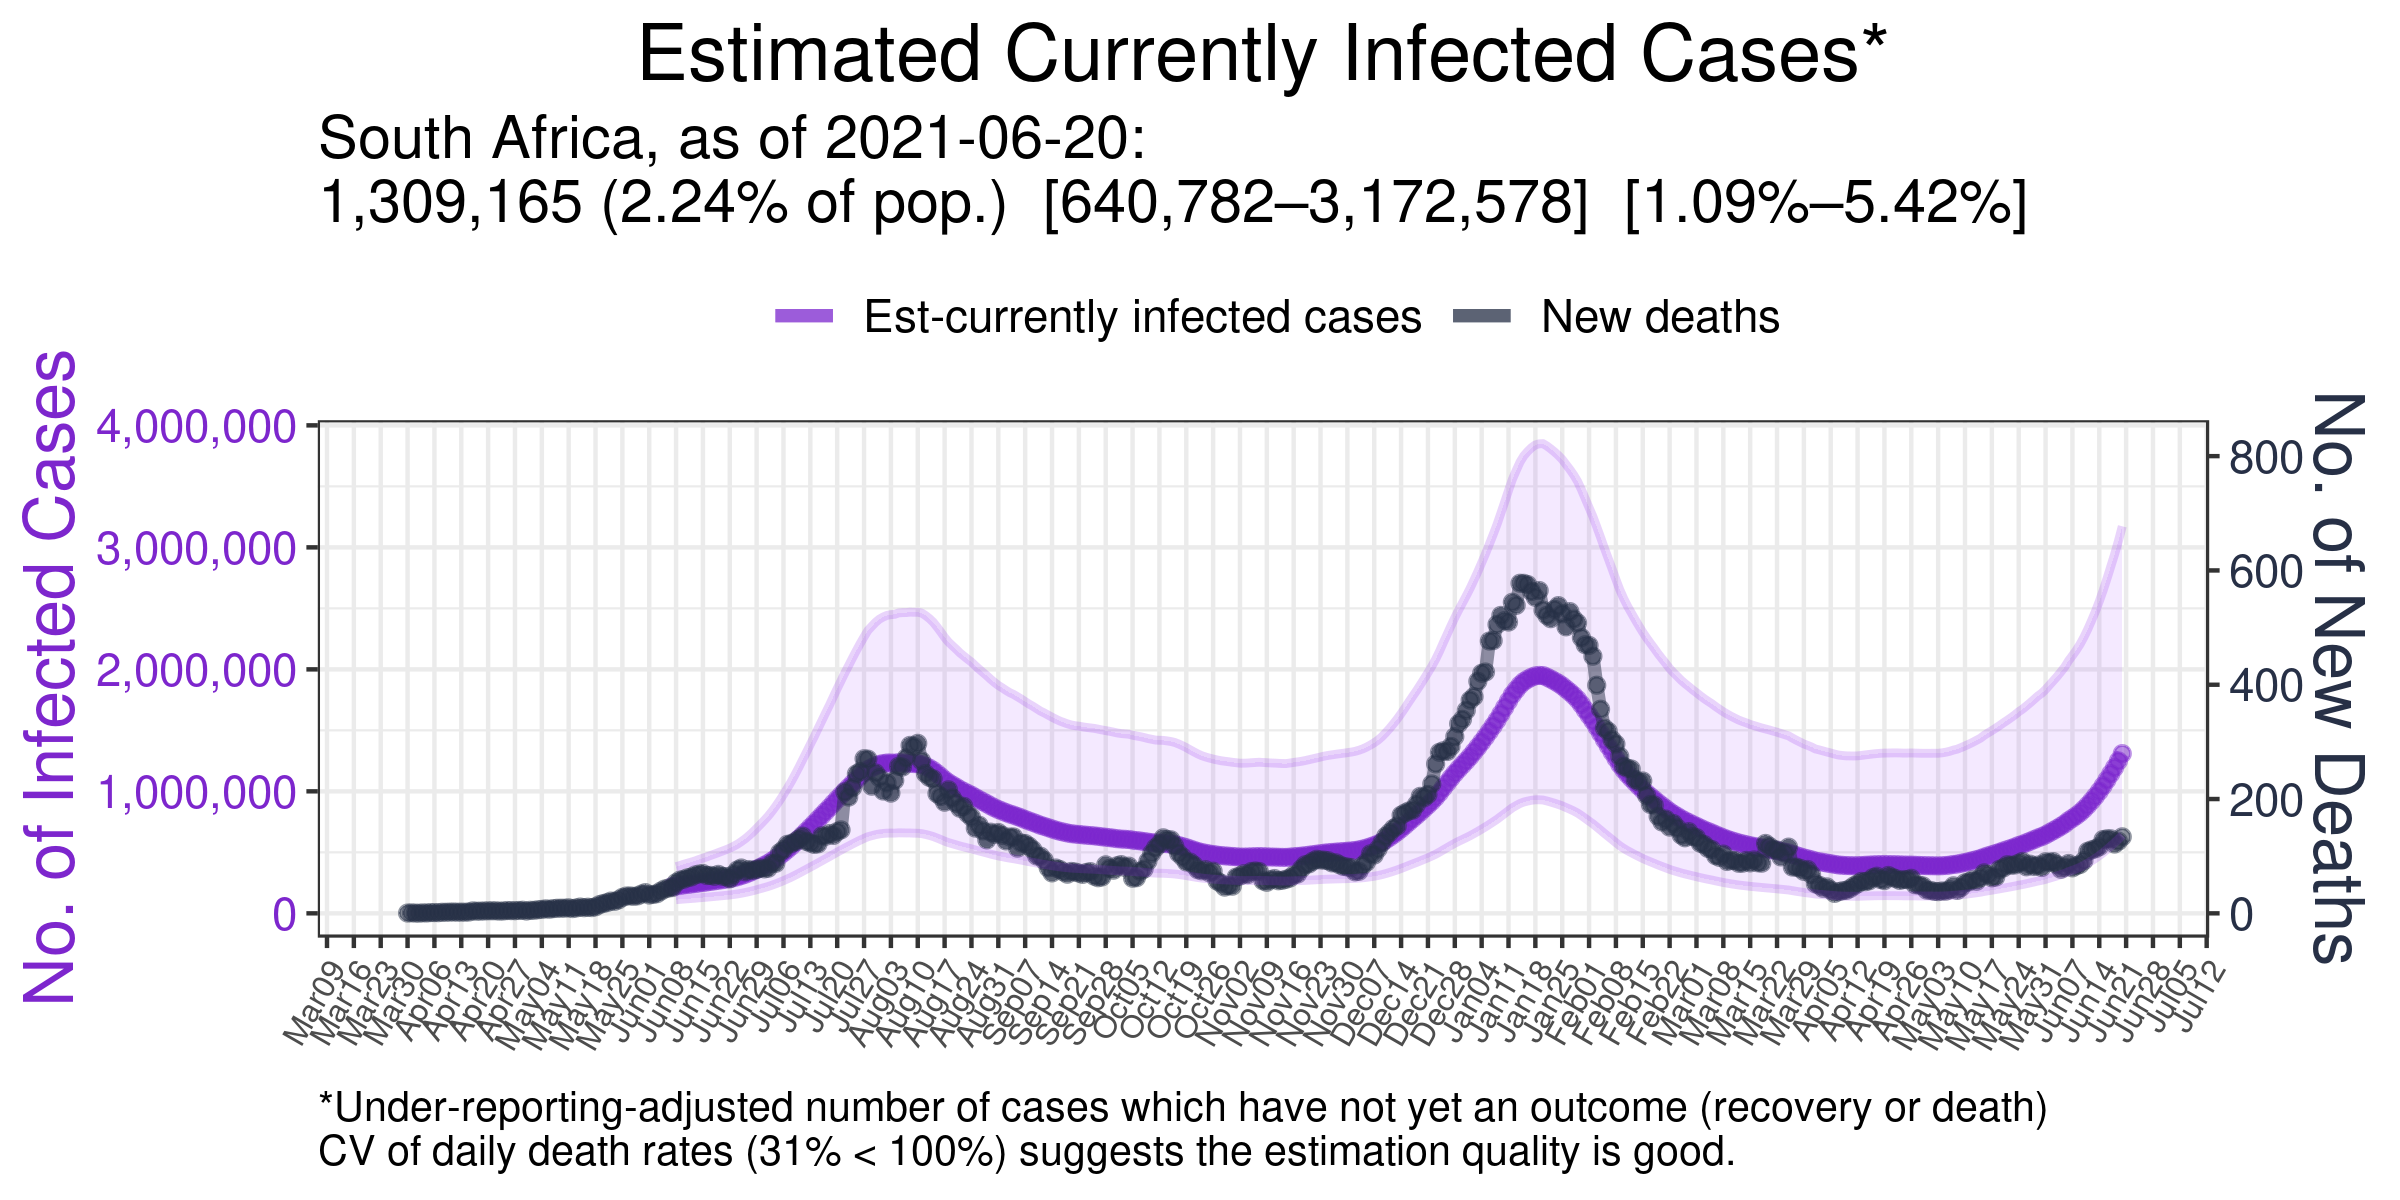 Estimated Currently Infected Cases*
South Africa, as of 2021-06-20:
1,309,165 (2.24% of pop.)  [640,782–3,172,578]  [1.09%–5.42%]
Est-currently infected cases
New deaths
No. of Infected Cases
4,000,000
3,000,000
2,000,000
1,000,000
0
800
600
400
200
0
No. of New Deaths
Mar09
Mar16
Mar23
Mar30
Apr06
Apr13
Apr20
Apr27
May04
May11
May18
May25
Jun01
Jun08
Jun15
Jun22
Jun29
Jul06
Jul13
Jul20
Jul27
Aug03
Aug10
Aug17
Aug24
Aug31
Sep07
Sep14
Sep21
Sep28
Oct05
Oct12
Oct19
Oct26
Nov02
Nov09
Nov16
Nov23
Nov30
Dec07
Dec14
Dec21
Dec28
Jan04
Jan11
Jan18
Jan25
Feb01
Feb08
Feb15
Feb22
Mar01
Mar08
Mar15
Mar22
Mar29
Apr05
Apr12
Apr19
Apr26
May03
May10
May17
May24
May31
Jun07
Jun14
Jun21
Jun28
Jul05
Jul12
*Under-reporting-adjusted number of cases which have not yet an outcome (recovery or death)
CV of daily death rates (31% < 100%) suggests the estimation quality is good.